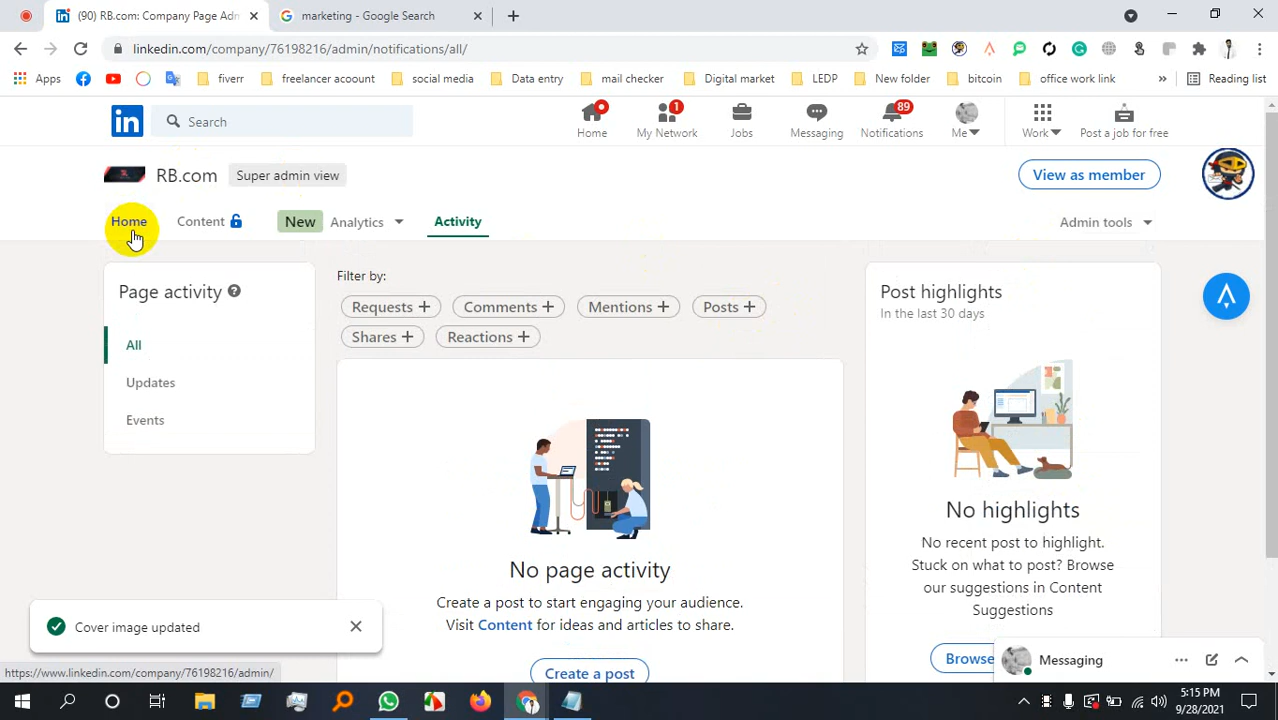 (90) RB.com: Company Page Adm
marketing - Google Search
linkedin.com/company/76198216/admin/notifications/all/
Apps
fiverr
freelancer acount
social media
Data entry
mail checker
Digital market
LEDP
New folder
bitcoin
office work link
Reading list
in
Search
Home
1
My Network
Jobs
Messaging
89
Notifications
Me
Work
Post a job for free
RB.com
Super admin view
View as member
Home
Content
New
Analytics
Activity
Admin tools
Page activity
All
Updates
Events
Filter by:
Requests +
Comments +
Mentions +
Posts +
Shares +
Reactions +
No page activity
Create a post to start engaging your audience.
Visit Content for ideas and articles to share.
Create a post
Post highlights
In the last 30 days
No highlights
No recent post to highlight.
Stuck on what to post? Browse
our suggestions in Content
Suggestions
Browse
Messaging
Cover image updated
https://www.linkedin.com/company/76198216/admin/
5:15 PM
9/28/2021